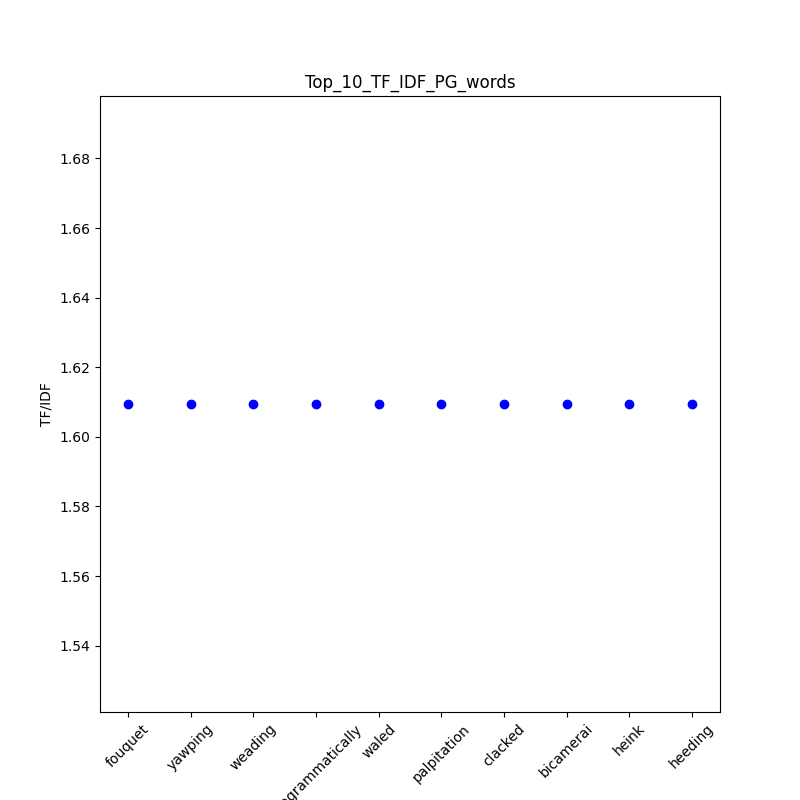 Top_10_TF_IDF_PG_words
TF/IDF
1.68
1.66
1.64
1.62
1.60
1.58
1.56
1.54
fouquet
yawping
weading
grammatically
waled
palpitation
clacked
bicamerai
heink
heeding